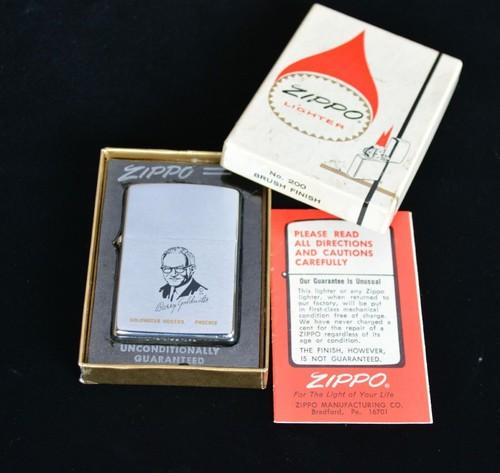 ZIPPO
LIGHTER
No. 200
BRUSH FINISH
ZIPPO
Barry Goldwater
GOLDWATER HOSTES PHOENIX
UNCONDITIONALLY
GUARANTEED
PLEASE READ
ALL DIRECTIONS
AND CAUTIONS
CAREFULLY
Our Guarantee is Unusual
This lighter or any Zippo
lighter, when returned to
our factory, will be put
in first-class mechanical
condition free of charge.
We have never charged a
cent for the repair of a
ZIPPO regardless of its
age or condition.
THE FINISH, HOWEVER,
IS NOT GUARANTEED.
ZIPPO®
For The Light of Your Life
ZIPPO MANUFACTURING CO.
Bradford, Pa. 16701